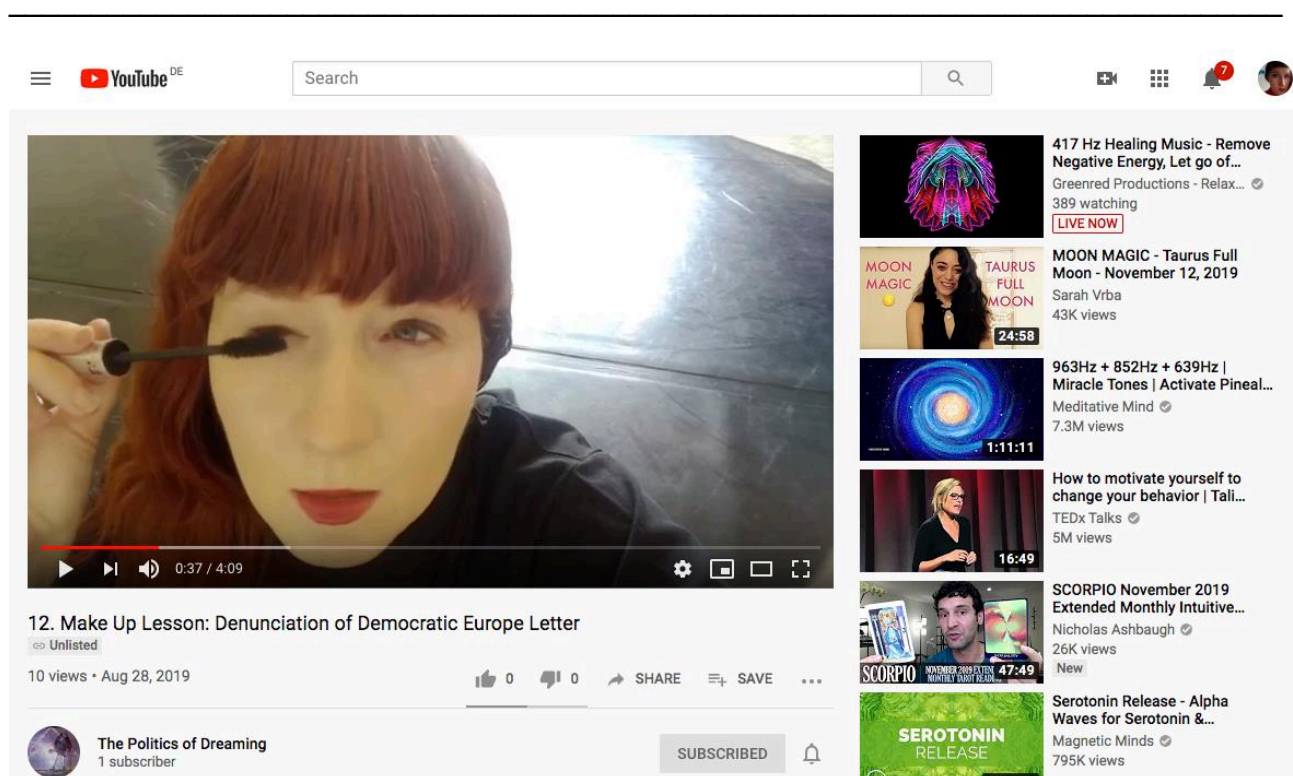 YouTube DE
Search
7
0:37 / 4:09
12. Make Up Lesson: Denunciation of Democratic Europe Letter
Unlisted
10 views • Aug 28, 2019
0
0
SHARE
SAVE
The Politics of Dreaming
1 subscriber
SUBSCRIBED
417 Hz Healing Music - Remove
Negative Energy, Let go of...
Greenred Productions - Relax...
389 watching
LIVE NOW
MOON
MAGIC
TAURUS
FULL
MOON
24:58
MOON MAGIC - Taurus Full
Moon - November 12, 2019
Sarah Vrba
43K views
1:11:11
963Hz + 852Hz + 639Hz |
Miracle Tones | Activate Pineal...
Meditative Mind
7.3M views
16:49
How to motivate yourself to
change your behavior | Tali...
TEDx Talks
5M views
SCORPIO
NOVEMBER 2019 EXTEN
MONTHLY TAROT READI
47:49
SCORPIO November 2019
Extended Monthly Intuitive...
Nicholas Ashbaugh
26K views
New
SEROTONIN
RELEASE
Serotonin Release - Alpha
Waves for Serotonin &...
Magnetic Minds
795K views